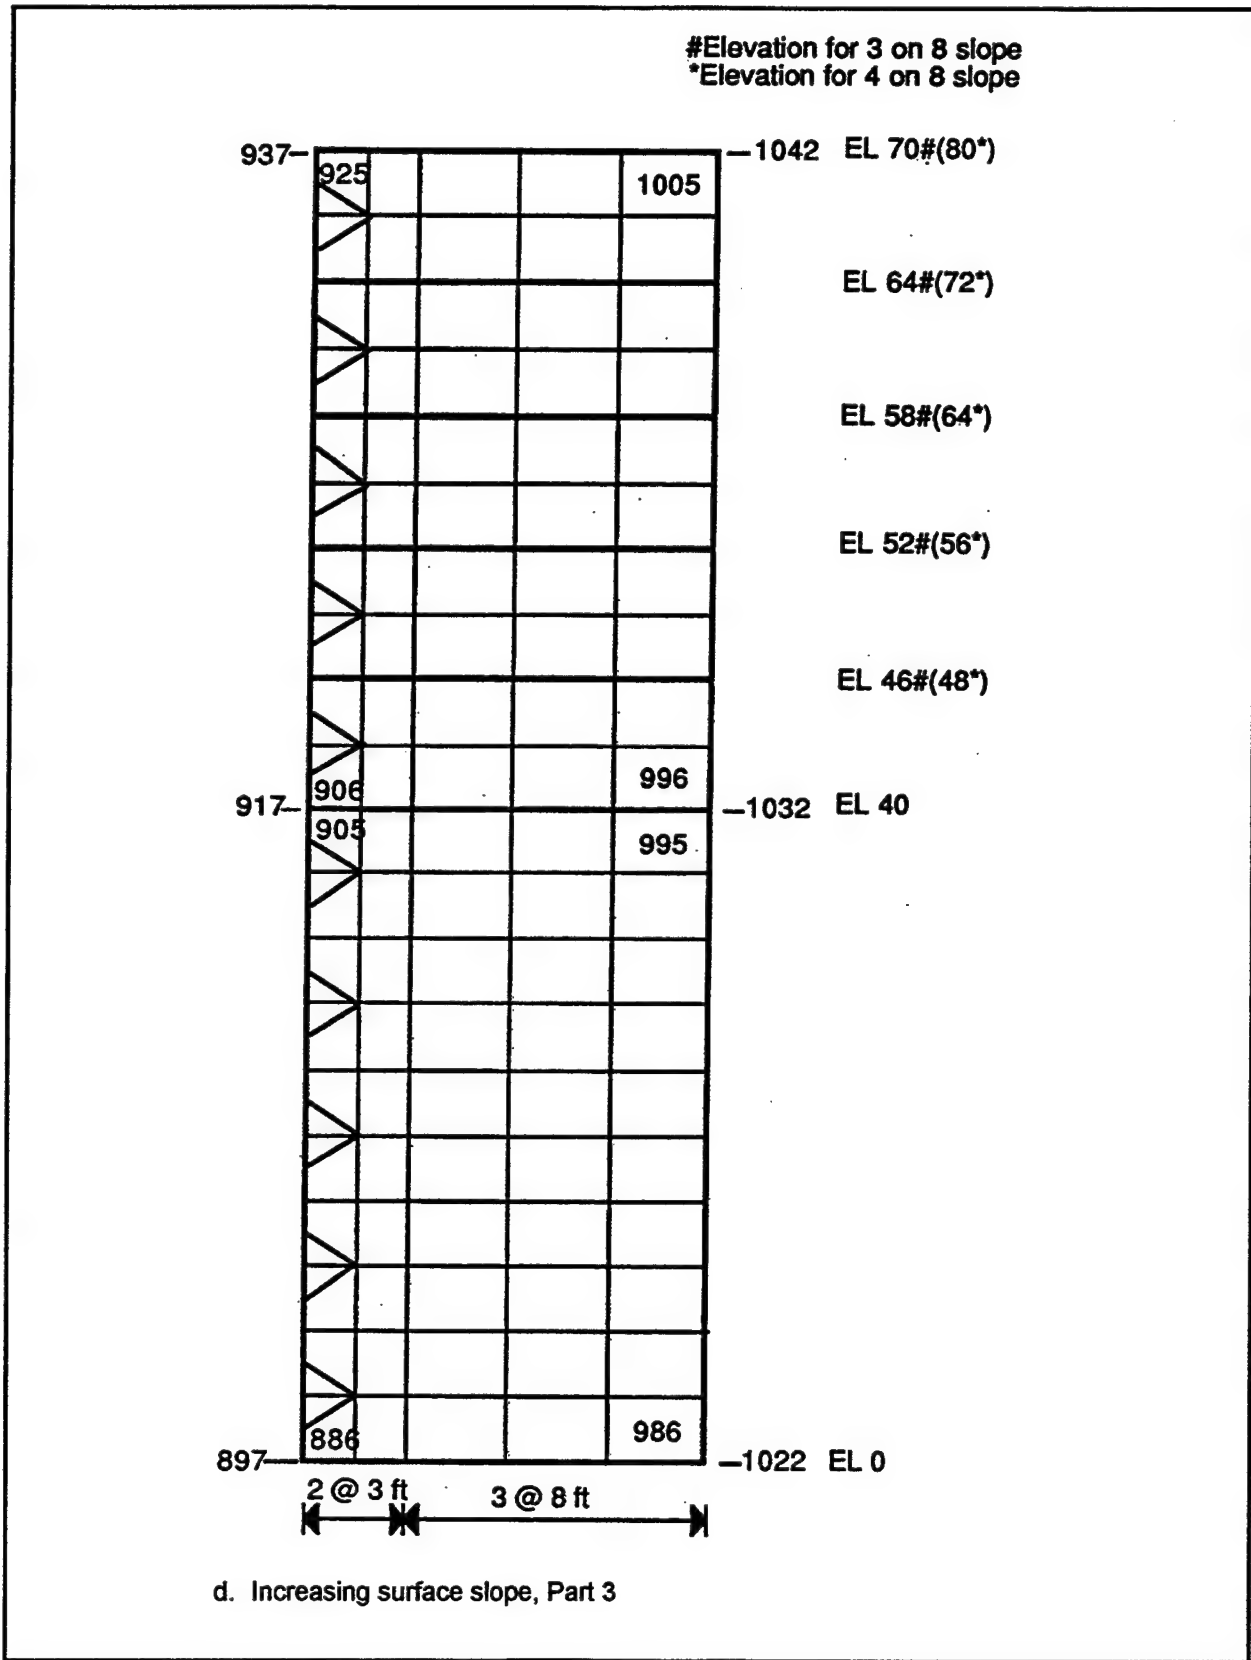 #Elevation for 3 on 8 slope
*Elevation for 4 on 8 slope
937 1042 EL 70#(80*)
925 1005
EL 64#(72*)
EL 58#(64*)
EL 52#(56*)
EL 46#(48*)
906 996
917 1032 EL 40
905 995
886 986
897 1022 EL 0
2 @ 3 ft 3 @ 8 ft
d. Increasing surface slope, Part 3